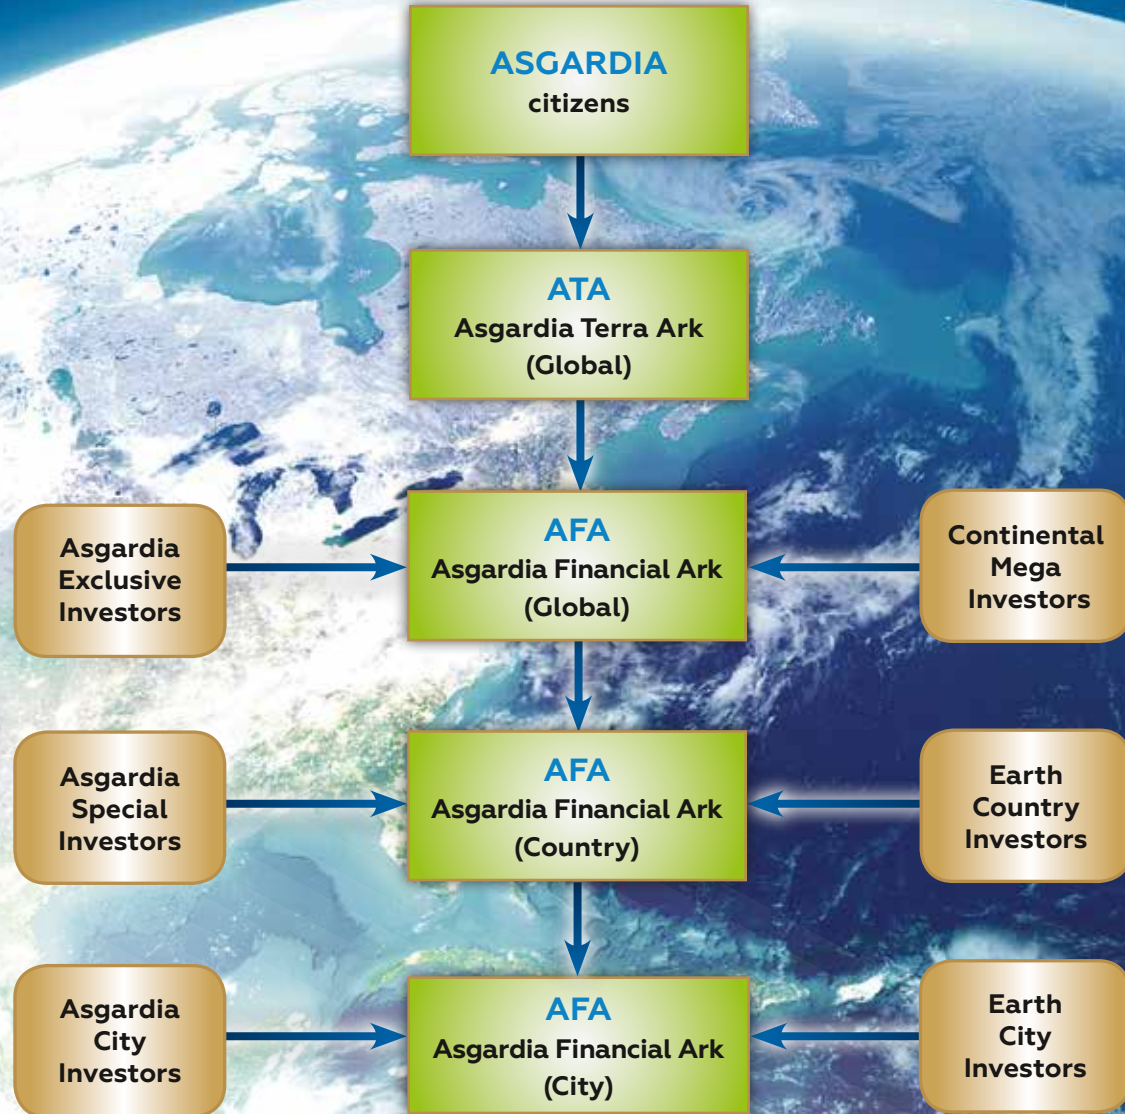 ASGARDIA
citizens
ATA
Asgardia Terra Ark
(Global)
Asgardia
Exclusive
Investors
AFA
Asgardia Financial Ark
(Global)
Continental
Mega
Investors
Asgardia
Special
Investors
AFA
Asgardia Financial Ark
(Country)
Earth
Country
Investors
Asgardia
City
Investors
AFA
Asgardia Financial Ark
(City)
Earth
City
Investors